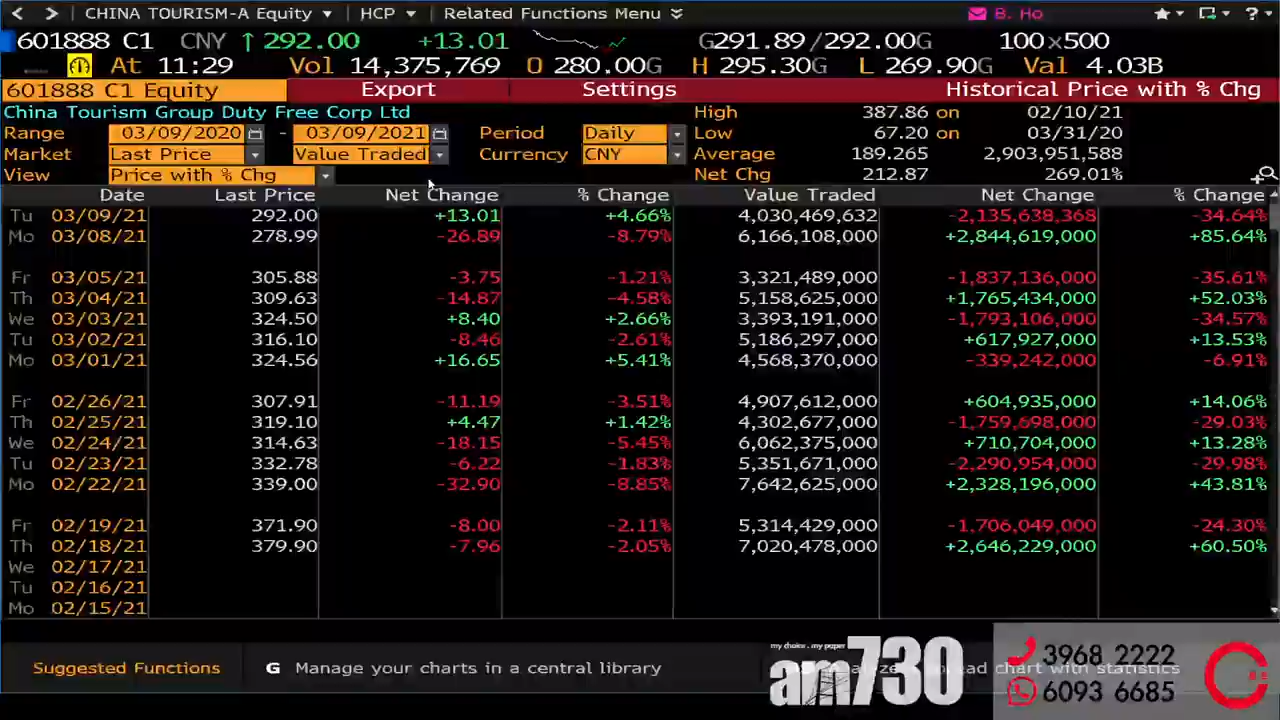 CHINA TOURISM-A Equity HCP Related Functions Menu B. Ho ?
601888 C1 CNY ↑ 292.00 +13.01 G291.89/292.00G 100x500
At 11:29 Vol 14,375,769 O 280.00G H 295.30G L 269.90G Val 4.03B
601888 C1 Equity Export Settings Historical Price with % Chg
China Tourism Group Duty Free Corp Ltd High 387.86 on 02/10/21
Range 03/09/2020 - 03/09/2021 Period Daily Low 67.20 on 03/31/20
Market Last Price Value Traded Currency CNY Average 189.265 2,903,951,588
View Price with % Chg Net Chg 212.87 269.01%
Date Last Price Net Change % Change Value Traded Net Change % Change
Tu 03/09/21 292.00 +13.01 +4.66% 4,030,469,632 -2,135,638,368 -34.64%
Mo 03/08/21 278.99 -26.89 -8.79% 6,166,108,000 +2,844,619,000 +85.64%
Fr 03/05/21 305.88 -3.75 -1.21% 3,321,489,000 -1,837,136,000 -35.61%
Th 03/04/21 309.63 -14.87 -4.58% 5,158,625,000 +1,765,434,000 +52.03%
We 03/03/21 324.50 +8.40 +2.66% 3,393,191,000 -1,793,106,000 -34.57%
Tu 03/02/21 316.10 -8.46 -2.61% 5,186,297,000 +617,927,000 +13.53%
Mo 03/01/21 324.56 +16.65 +5.41% 4,568,370,000 -339,242,000 -6.91%
Fr 02/26/21 307.91 -11.19 -3.51% 4,907,612,000 +604,935,000 +14.06%
Th 02/25/21 319.10 +4.47 +1.42% 4,302,677,000 -1,759,698,000 -29.03%
We 02/24/21 314.63 -18.15 -5.45% 6,062,375,000 +710,704,000 +13.28%
Tu 02/23/21 332.78 -6.22 -1.83% 5,351,671,000 -2,290,954,000 -29.98%
Mo 02/22/21 339.00 -32.90 -8.85% 7,642,625,000 +2,328,196,000 +43.81%
Fr 02/19/21 371.90 -8.00 -2.11% 5,314,429,000 -1,706,049,000 -24.30%
Th 02/18/21 379.90 -7.96 -2.05% 7,020,478,000 +2,646,229,000 +60.50%
We 02/17/21
Tu 02/16/21
Mo 02/15/21
my choice . my paper
am730
3968 2222
Suggested Functions G Manage your charts in a central library chart with statistics
6093 6685